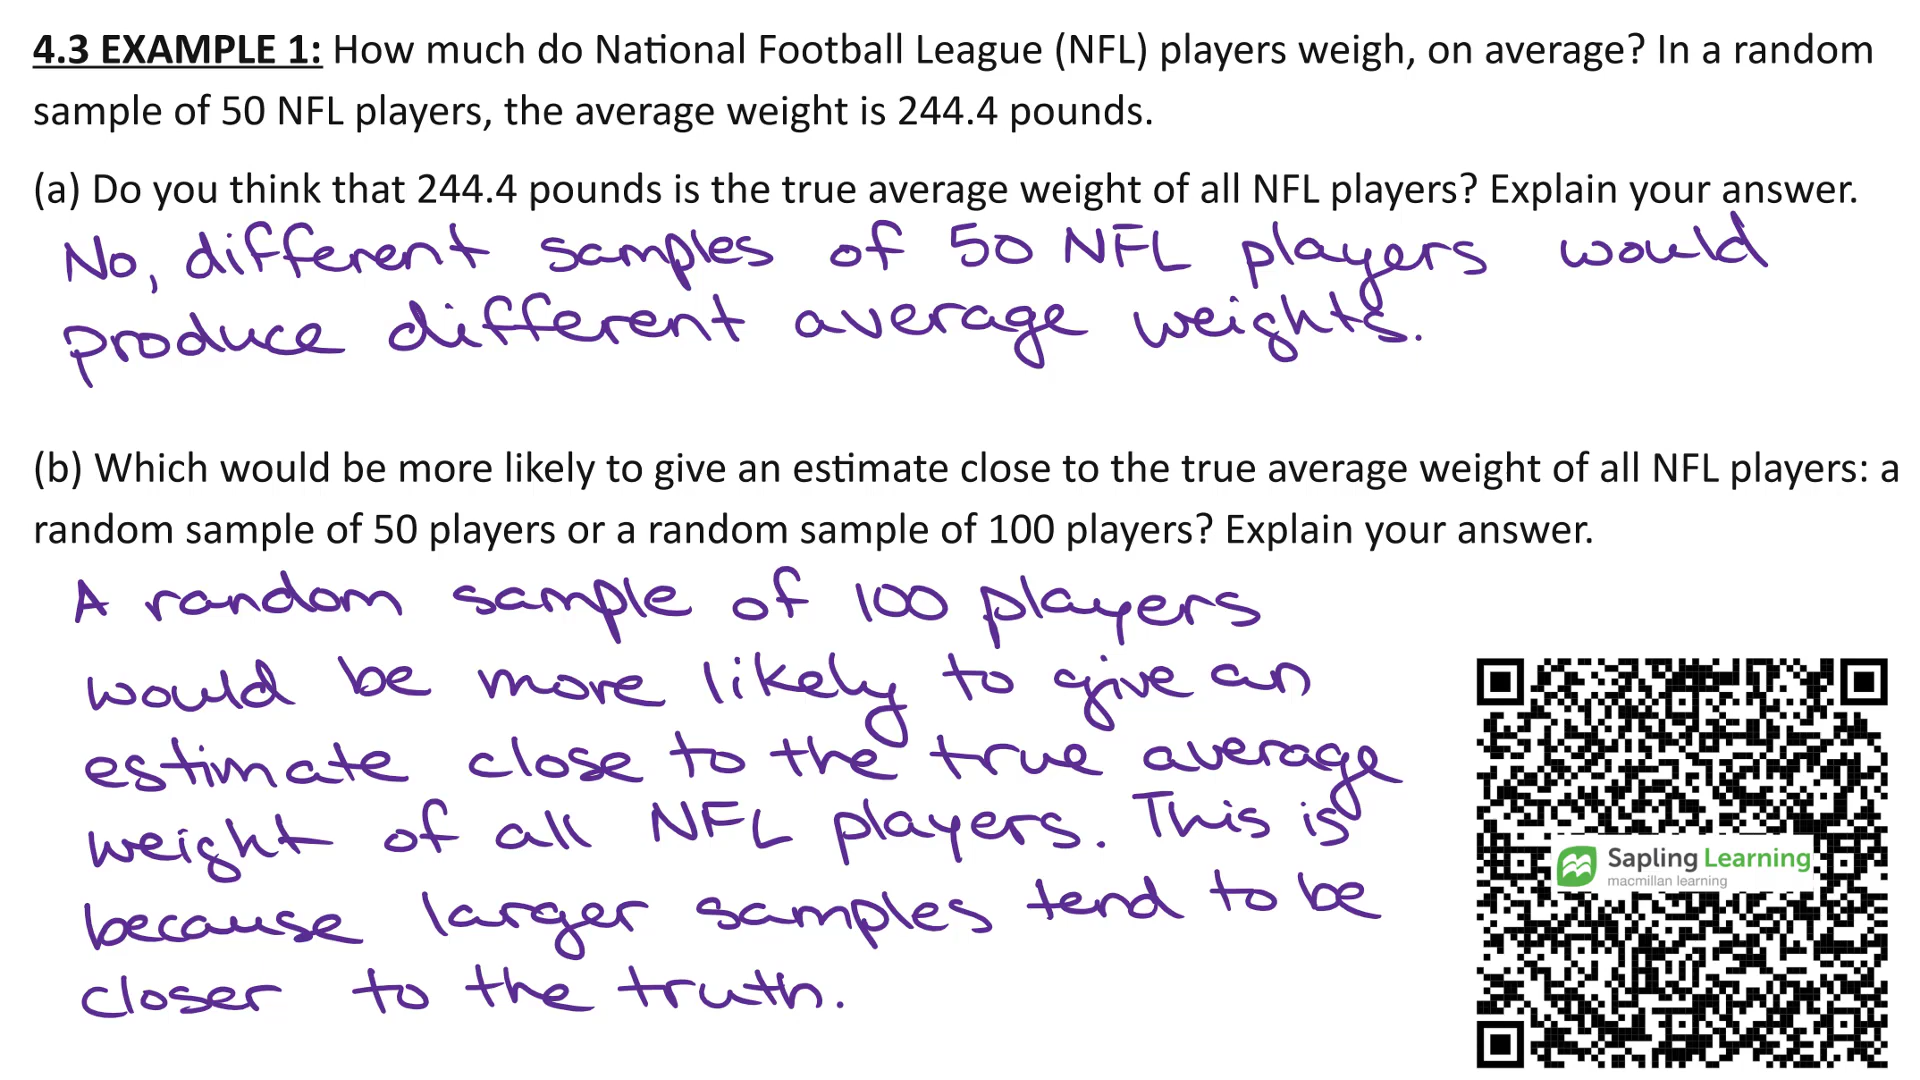 4.3 EXAMPLE 1: How much do National Football League (NFL) players weigh, on average? In a random
sample of 50 NFL players, the average weight is 244.4 pounds.
(a) Do you think that 244.4 pounds is the true average weight of all NFL players? Explain your answer.
No, different samples of 50 NFL players would
produce different average weights.
(b) Which would be more likely to give an estimate close to the true average weight of all NFL players: a
random sample of 50 players or a random sample of 100 players? Explain your answer.
A random sample of 100 players
would be more likely to give an
estimate close to the true average
weight of all NFL players. This is
because larger samples tend to be
closer to the truth.
Sapling Learning
macmillan learning